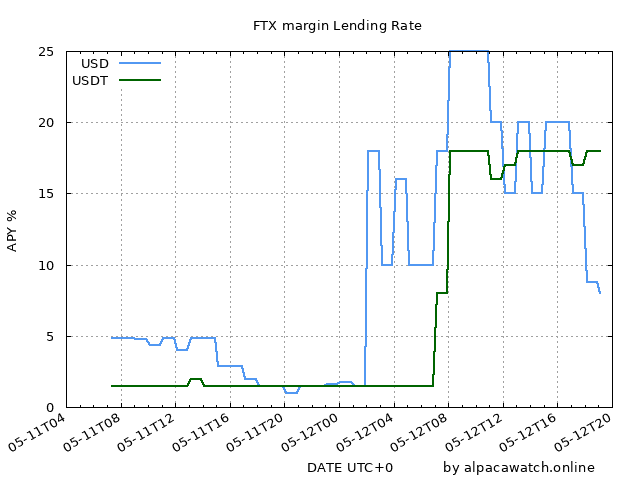 FTX margin Lending Rate
USD
USDT
APY %
25
20
15
10
5
0
05-11T04
05-11T08
05-11T12
05-11T16
05-11T20
05-12T00
05-12T04
05-12T08
05-12T12
05-12T16
05-12T20
DATE UTC+0
by alpacawatch.online